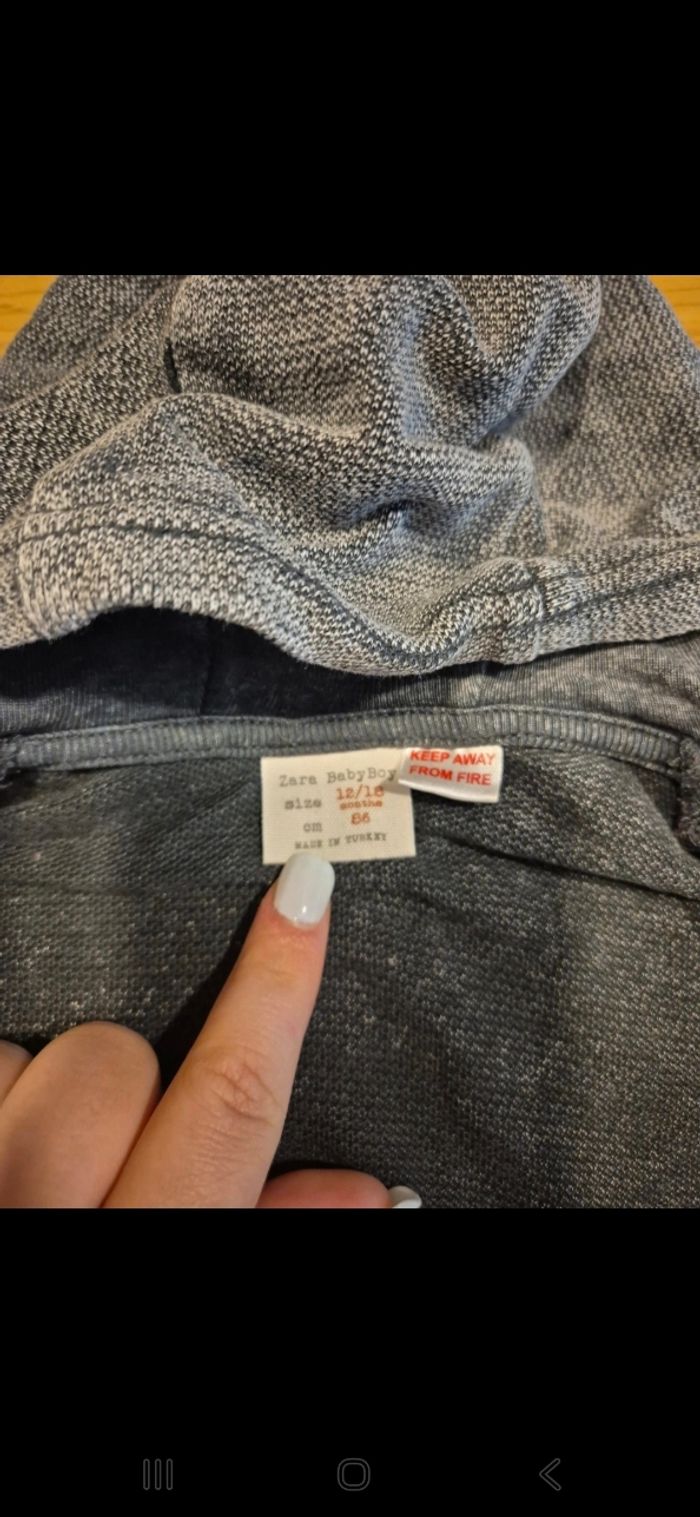 Zara BabyBoy
size 12/18
months
cm 86
MADE IN TURKEY
KEEP AWAY
FROM FIRE